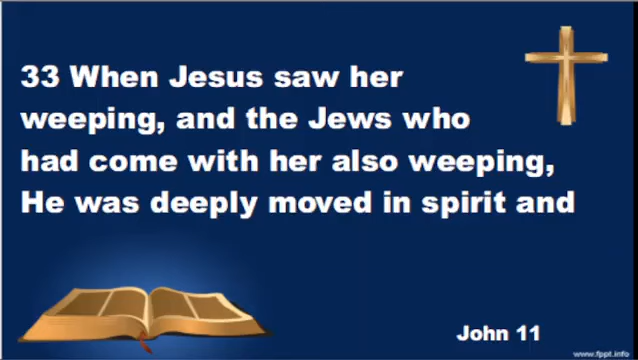 33 When Jesus saw her
weeping, and the Jews who
had come with her also weeping,
He was deeply moved in spirit and
John 11
www.fppt.info